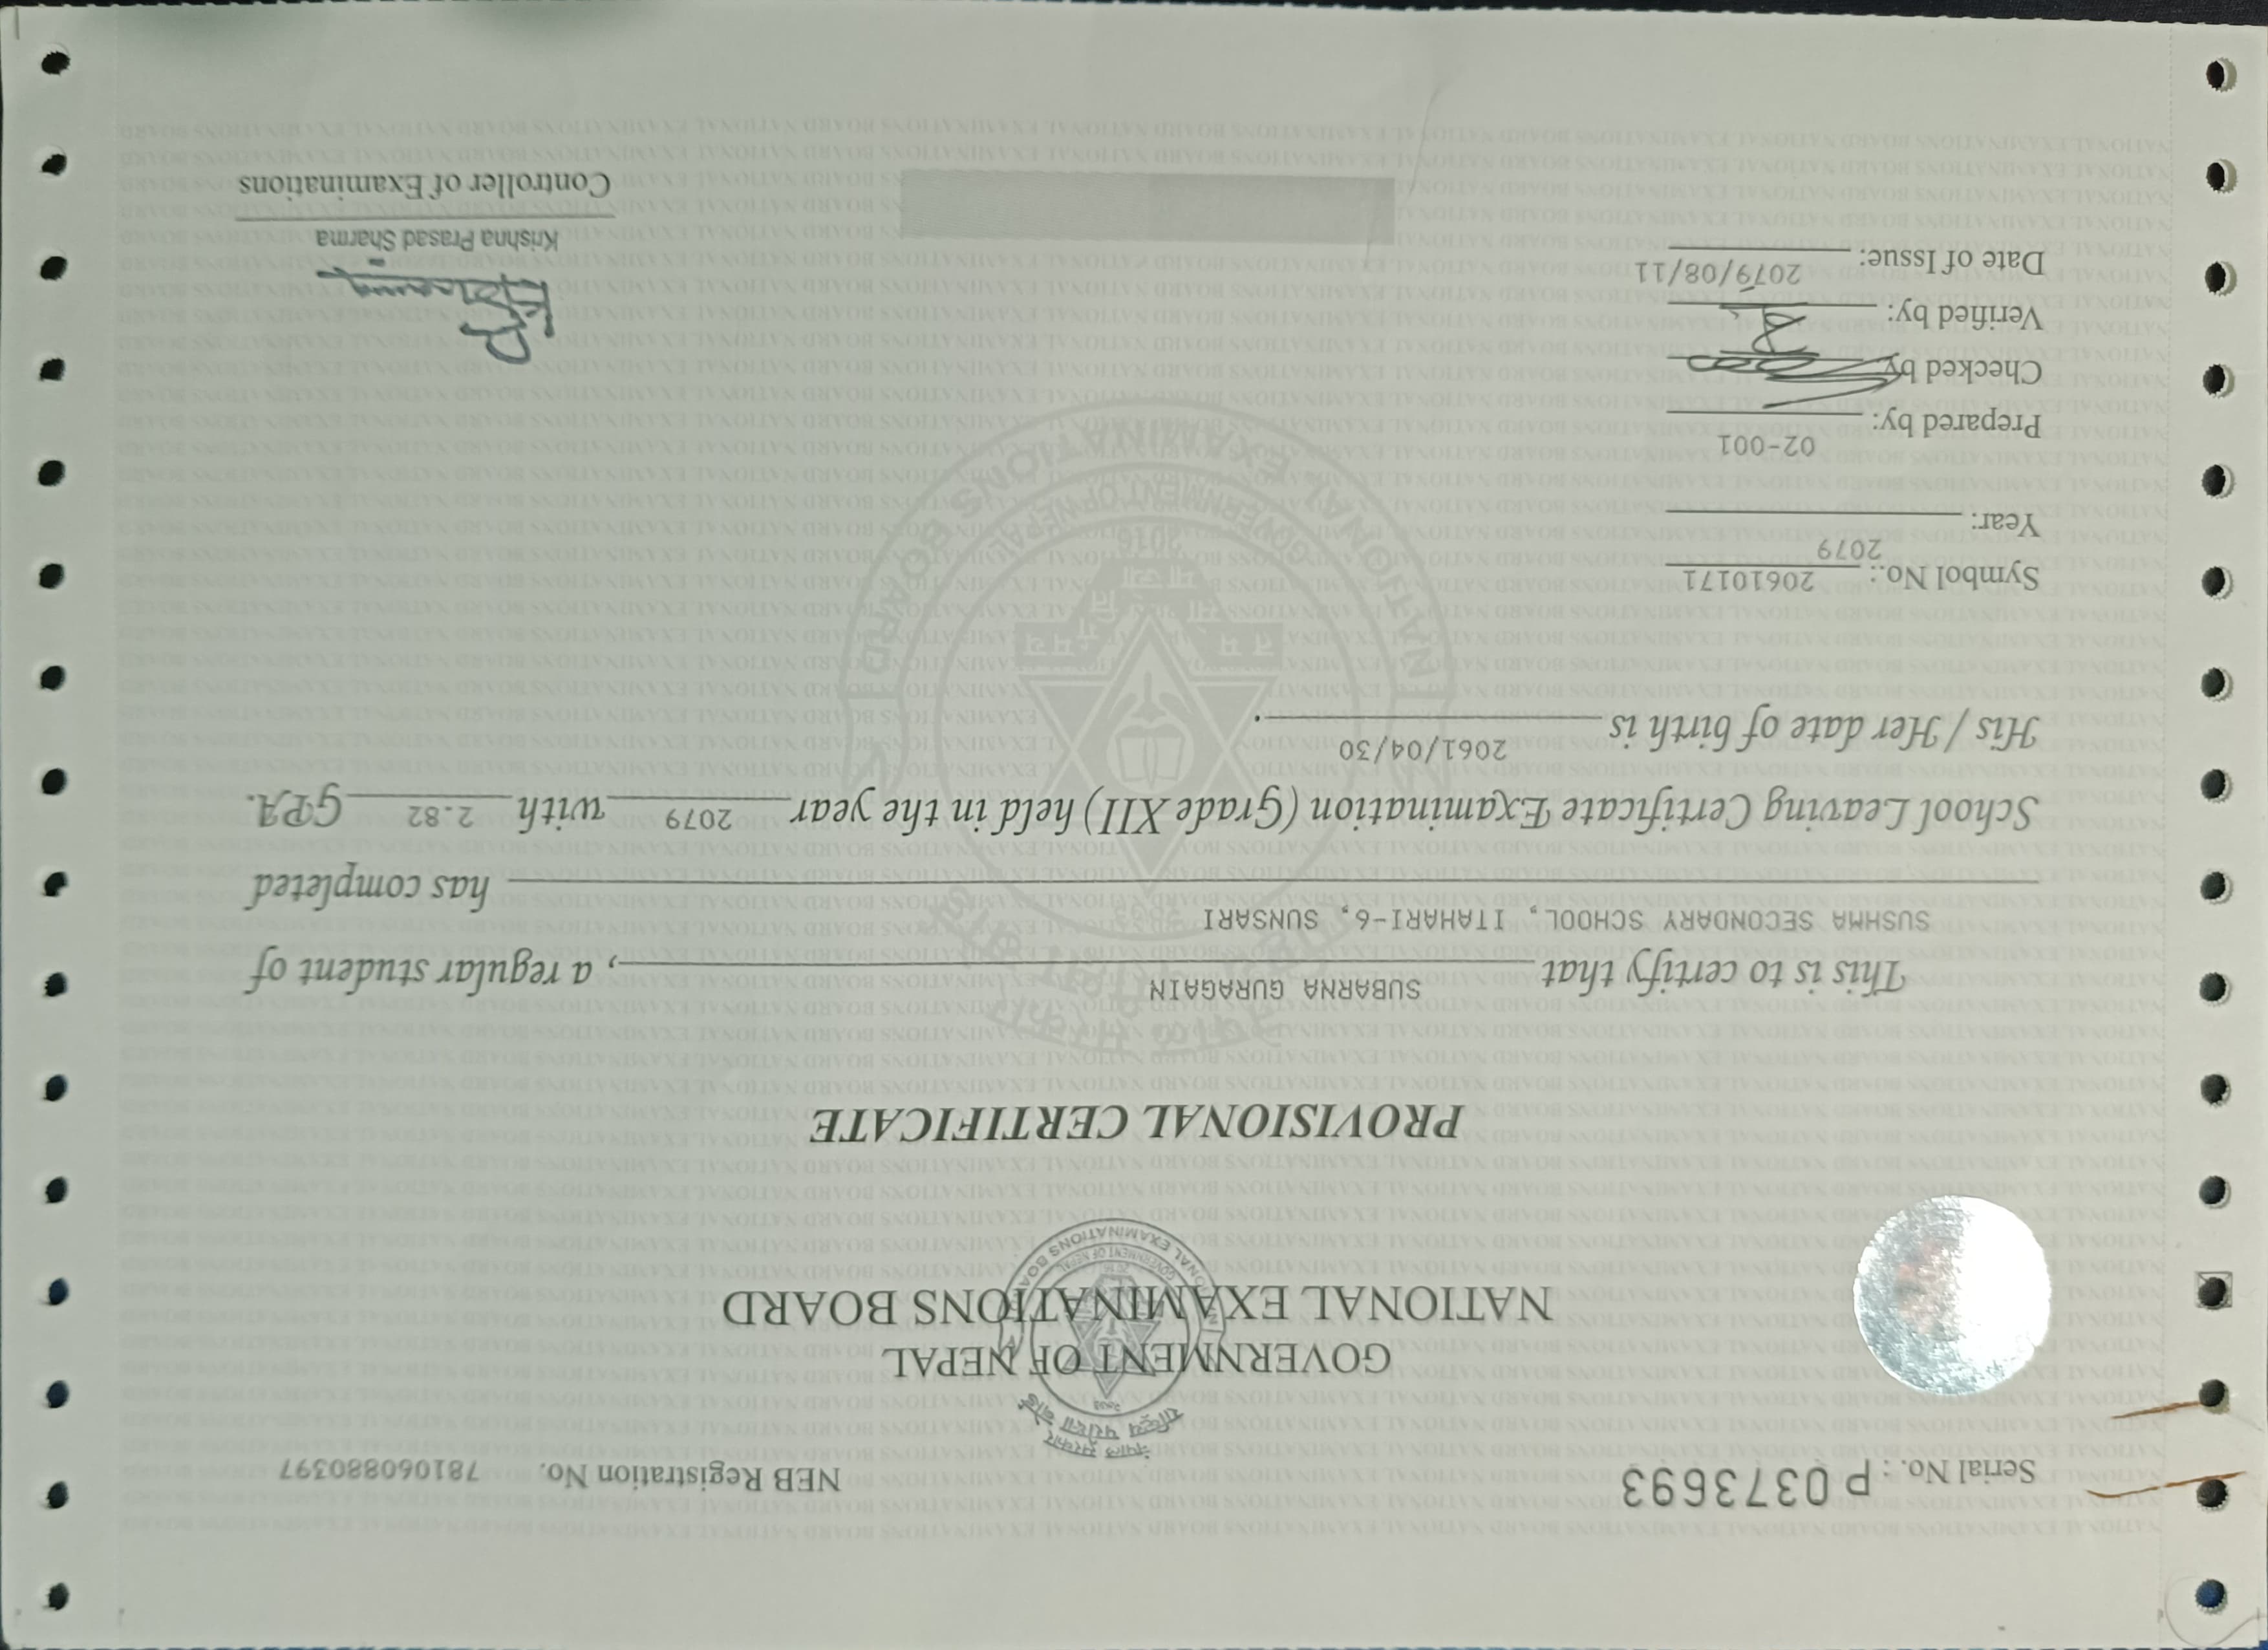 Serial No. : P 0373693
NEB Registration No. 781060880397
नेपाल सरकार
राष्ट्रिय परीक्षा बोर्ड
GOVERNMENT OF NEPAL
NATIONAL EXAMINATIONS BOARD
PROVISIONAL CERTIFICATE
This is to certify that SUBARNA GURAGAIN, a regular student of
SUSHMA SECONDARY SCHOOL, ITAHARI-6, SUNSARI has completed
School Leaving Certificate Examination (Grade XII) held in the year 2079 with 2.82 GPA.
His / Her date of birth is 2061/04/30.
Symbol No.: 20610171
Year: 2079
Prepared by: 02-001
Checked by:
Verified by:
Date of Issue: 2079/08/11
Krishna Prasad Sharma
Controller of Examinations